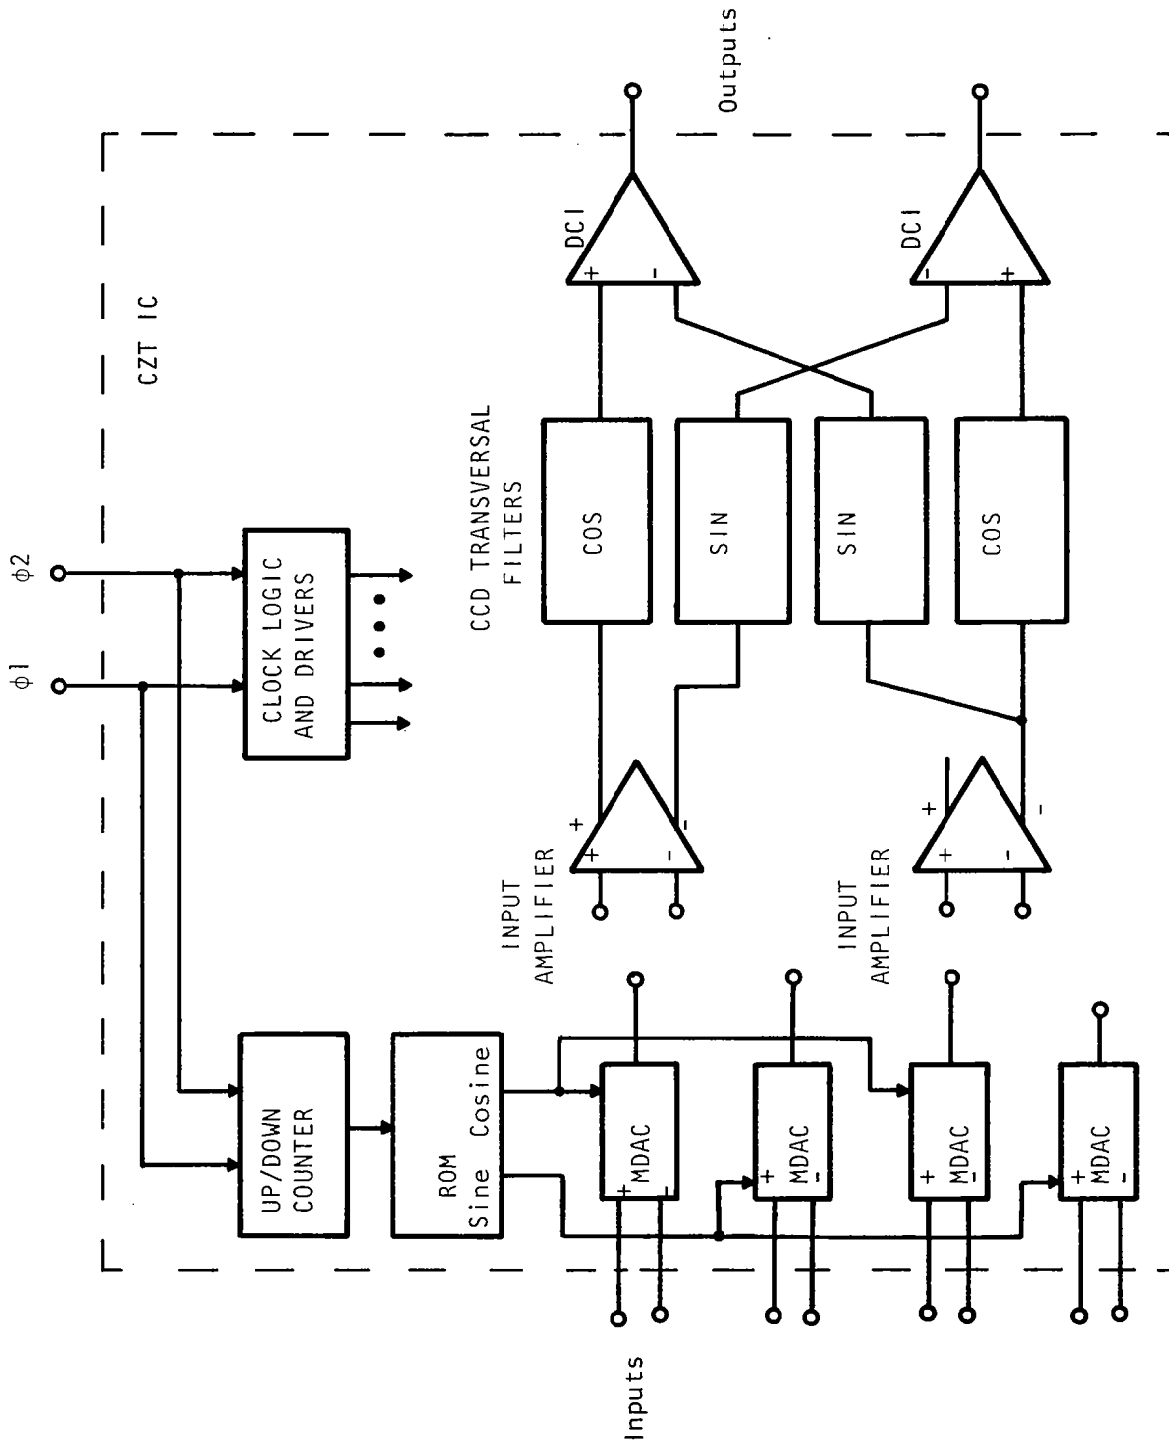 φ1
φ2
CZT IC
UP/DOWN
COUNTER
CLOCK LOGIC
AND DRIVERS
ROM
Sine Cosine
CCD TRANSVERSAL
FILTERS
INPUT
AMPLIFIER
Inputs
+
-
MDAC
+
-
+
-
COS
+
-
DCI
Outputs
+
-
MDAC
SIN
INPUT
AMPLIFIER
+
-
MDAC
+
-
+
-
SIN
-
+
DCI
+
-
MDAC
COS